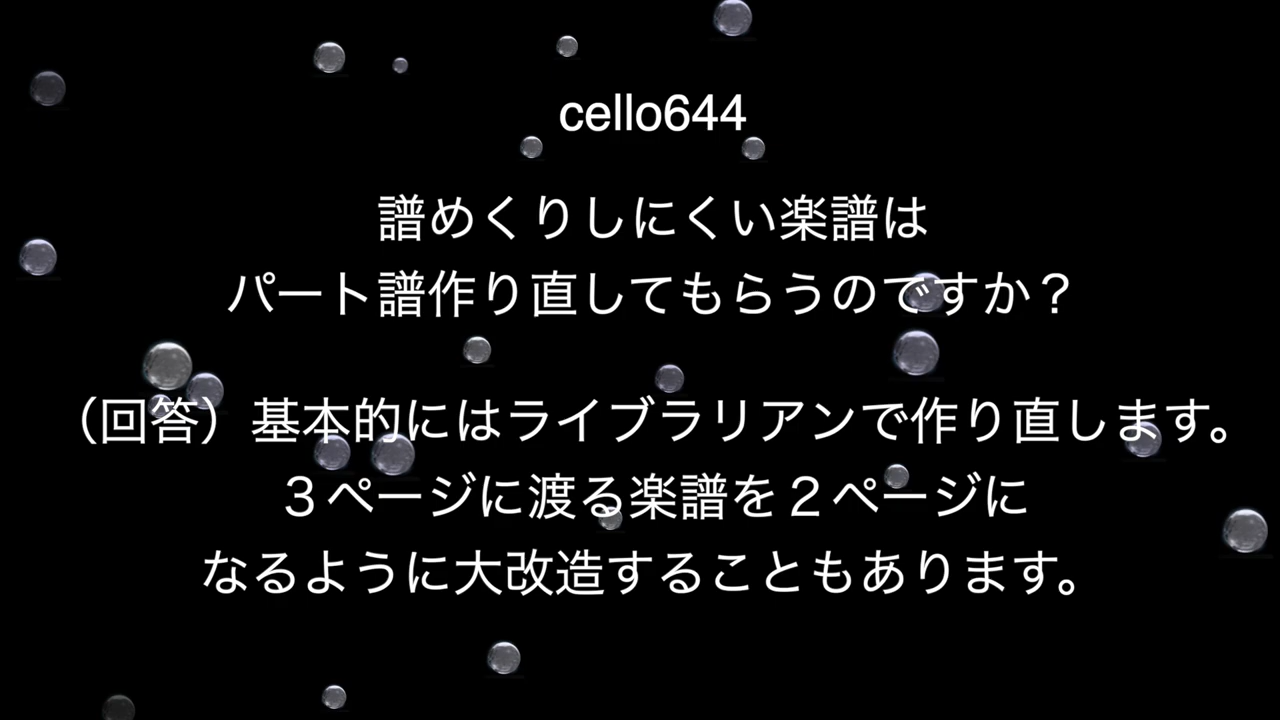 cello644
譜めくりしにくい楽譜は
パート譜作り直してもらうのですか？
（回答）基本的にはライブラリアンで作り直します。
３ページに渡る楽譜を２ページに
なるように大改造することもあります。